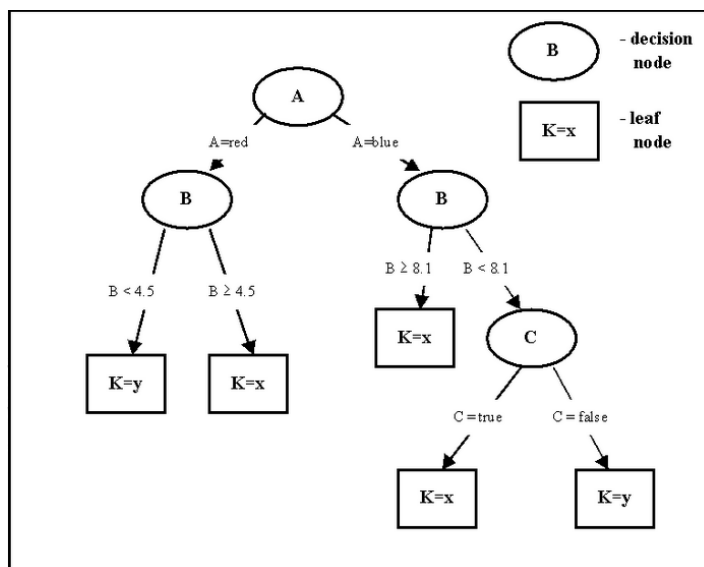 B
- decision
node
A
K=x
- leaf
node
A=red
A=blue
B
B
B < 4.5
B ≥ 4.5
B ≥ 8.1
B < 8.1
K=x
C
K=y
K=x
C = true
C = false
K=x
K=y